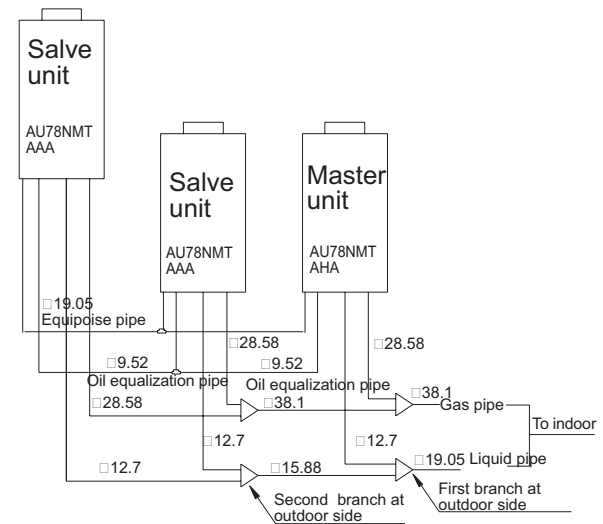 Salve
unit
AU78NMT
AAA
Salve
unit
AU78NMT
AAA
Master
unit
AU78NMT
AHA
□19.05
Equipoise pipe
□28.58
□28.58
□9.52
□9.52
Oil equalization pipe
Oil equalization pipe
□28.58
□38.1
□38.1
Gas pipe
To indoor
□12.7
□12.7
□12.7
□15.88
□19.05
Liquid pipe
Second branch at
outdoor side
First branch at
outdoor side